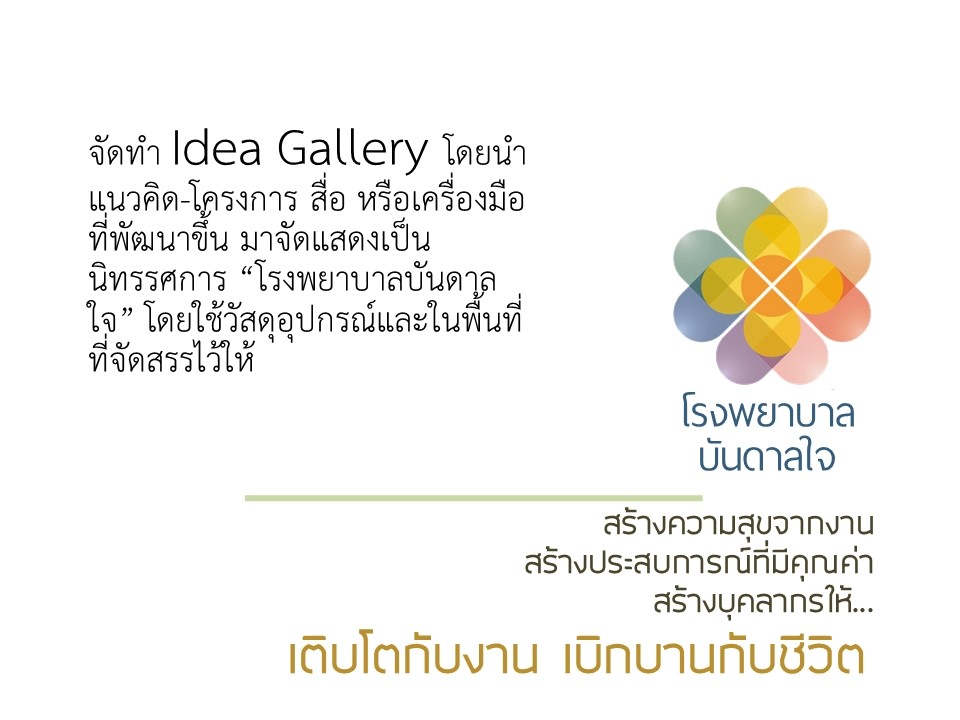 จัดทำ Idea Gallery โดยนำ
แนวคิด-โครงการ สื่อ หรือเครื่องมือ
ที่พัฒนาขึ้น มาจัดแสดงเป็น
นิทรรศการ “โรงพยาบาลบันดาล
ใจ” โดยใช้วัสดุอุปกรณ์และในพื้นที่
ที่จัดสรรไว้ให้
โรงพยาบาล
บันดาลใจ
สร้างความสุขจากงาน
สร้างประสบการณ์ที่มีคุณค่า
สร้างบุคลากรให้...
เติบโตกับงาน เบิกบานกับชีวิต